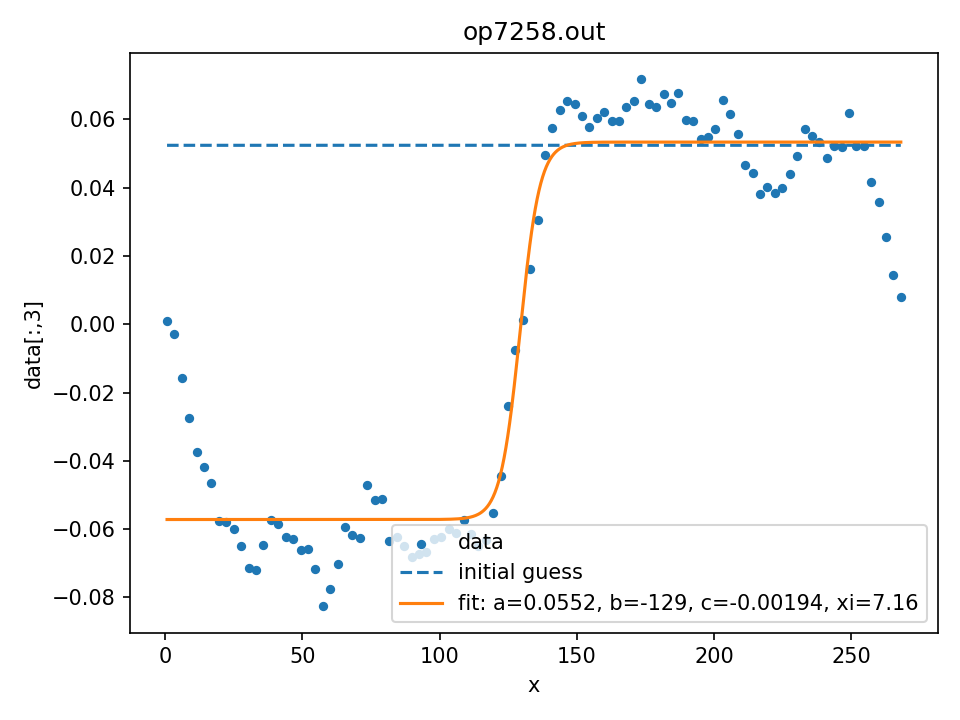 op7258.out
data[:,3]
0.06
0.04
0.02
0.00
−0.02
−0.04
−0.06
−0.08
data
initial guess
fit: a=0.0552, b=-129, c=-0.00194, xi=7.16
0 50 100 150 200 250
x